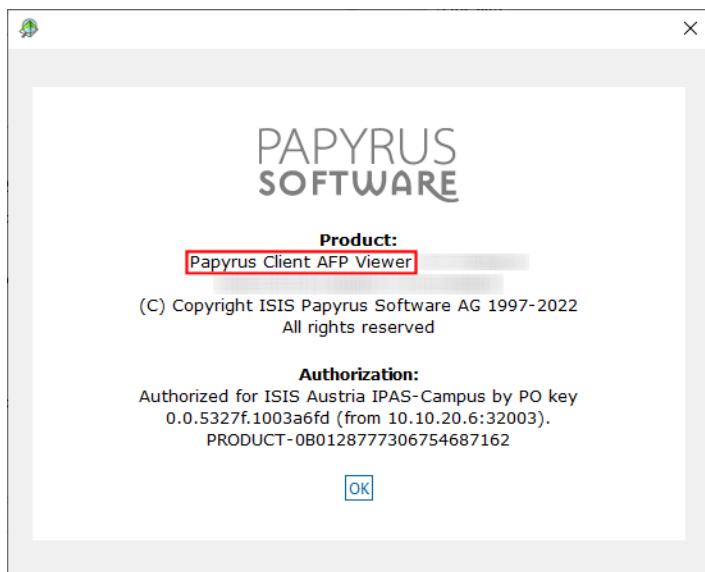 PAPYRUS
SOFTWARE
Product:
Papyrus Client AFP Viewer
(C) Copyright ISIS Papyrus Software AG 1997-2022
All rights reserved
Authorization:
Authorized for ISIS Austria IPAS-Campus by PO key
0.0.5327f.1003a6fd (from 10.10.20.6:32003).
PRODUCT-0B0128777306754687162
OK